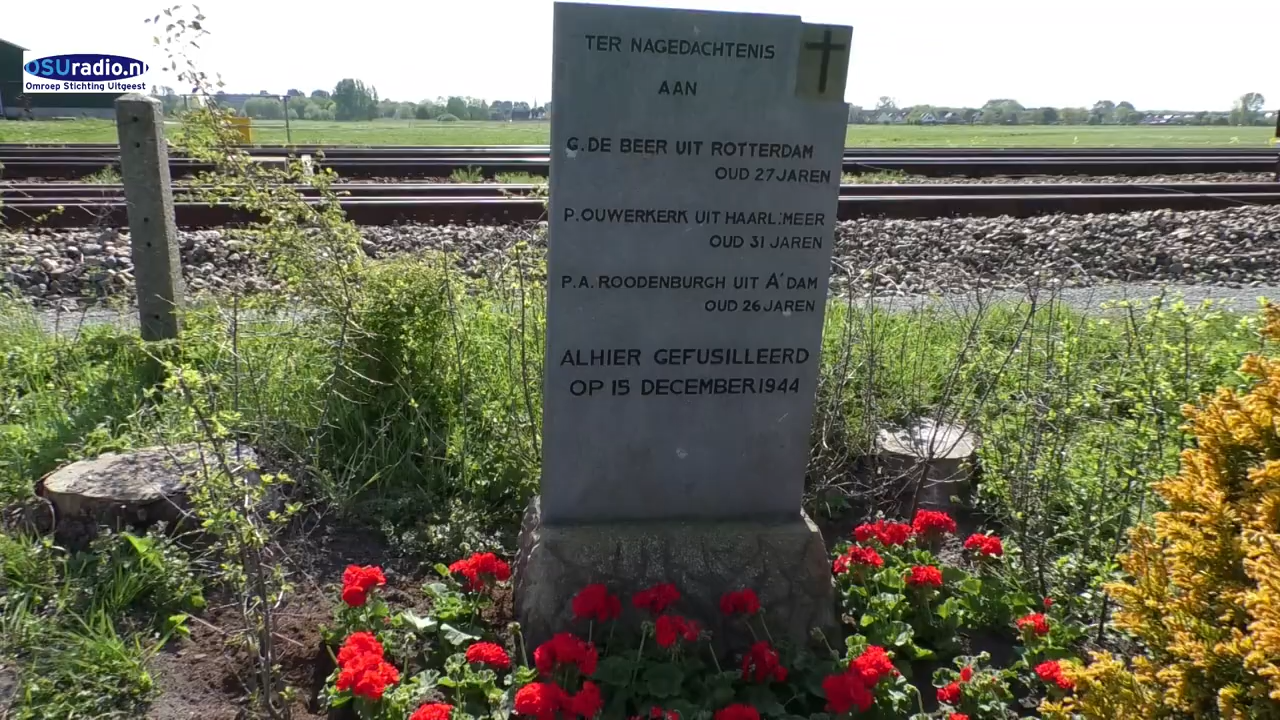 OSUradio.nl
Omroep Stichting Uitgeest
TER NAGEDACHTENIS
AAN
G. DE BEER UIT ROTTERDAM
OUD 27 JAREN
P. OUWERKERK UIT HAARL: MEER
OUD 31 JAREN
P. A. ROODENBURGH UIT A'DAM
OUD 26 JAREN
ALHIER GEFUSILLEERD
OP 15 DECEMBER 1944